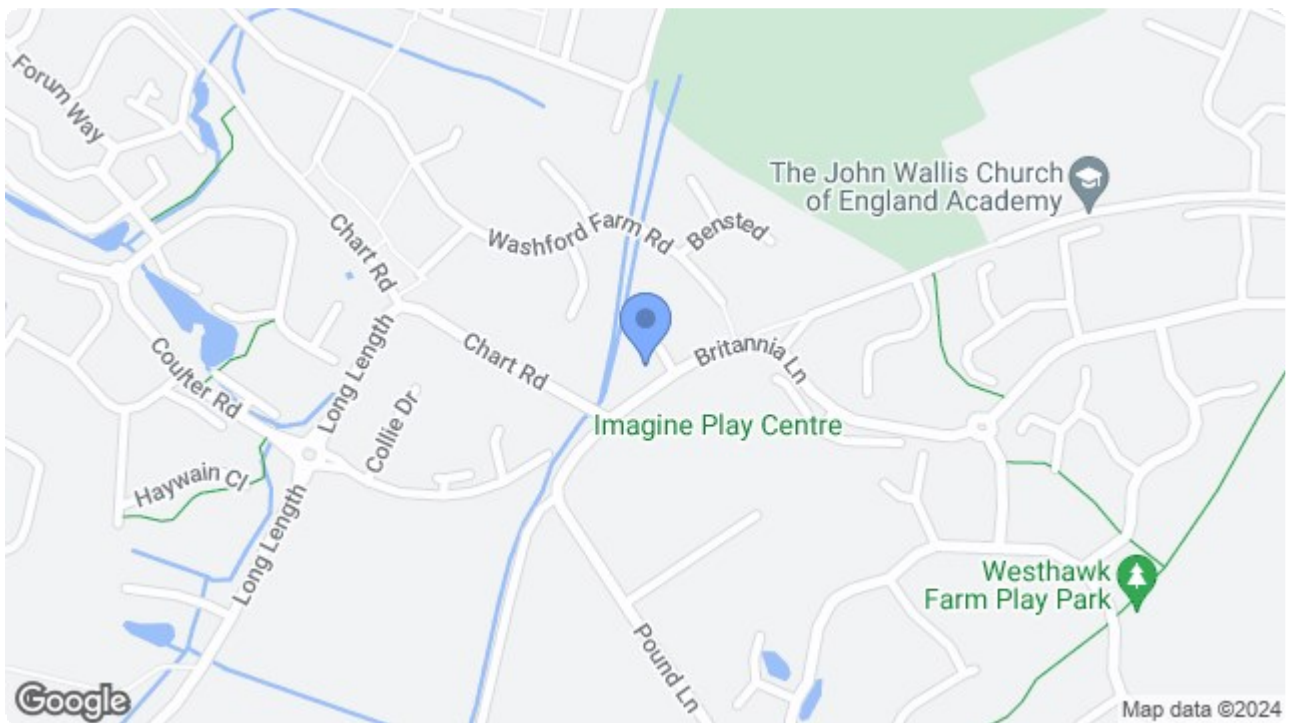 Forum Way
The John Wallis Church
of England Academy
Chart Rd
Washford Farm Rd
Bensted
Long Length
Chart Rd
Britannia Ln
Coulter Rd
Collie Dr
Imagine Play Centre
Haywain Cl
Long Length
Westhawk
Farm Play Park
Pound Ln
Google
Map data ©2024